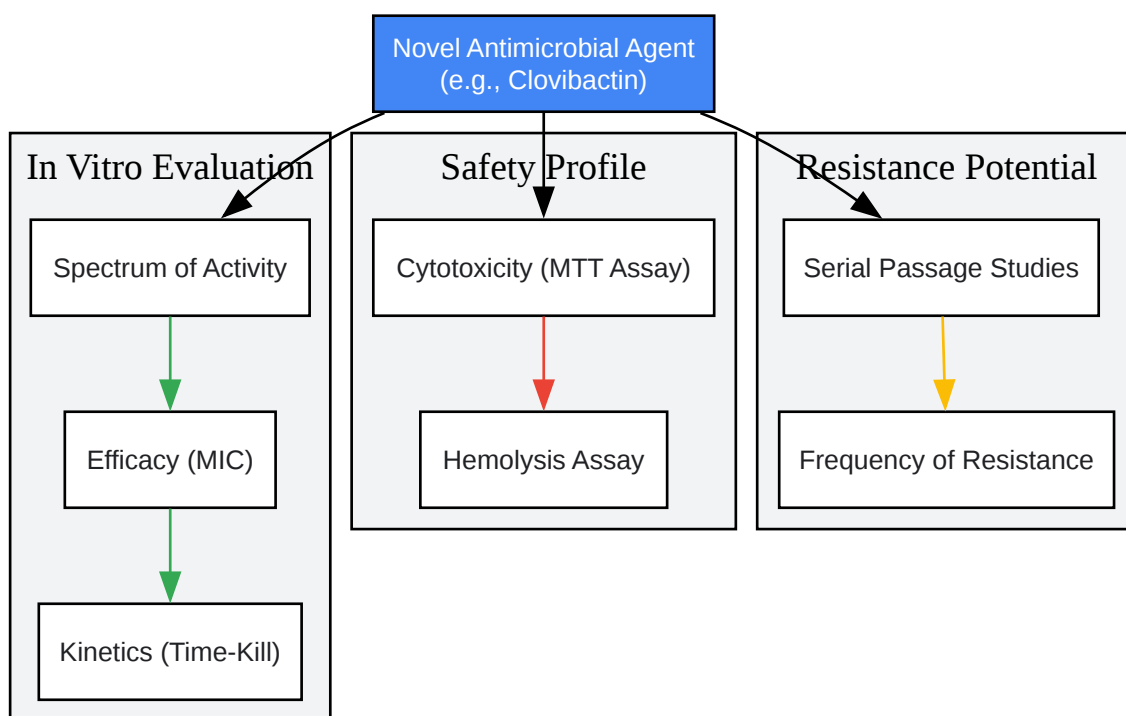 Novel Antimicrobial Agent
(e.g., Clovibactin)
In Vitro Evaluation
Spectrum of Activity
Efficacy (MIC)
Kinetics (Time-Kill)
Safety Profile
Cytotoxicity (MTT Assay)
Hemolysis Assay
Resistance Potential
Serial Passage Studies
Frequency of Resistance